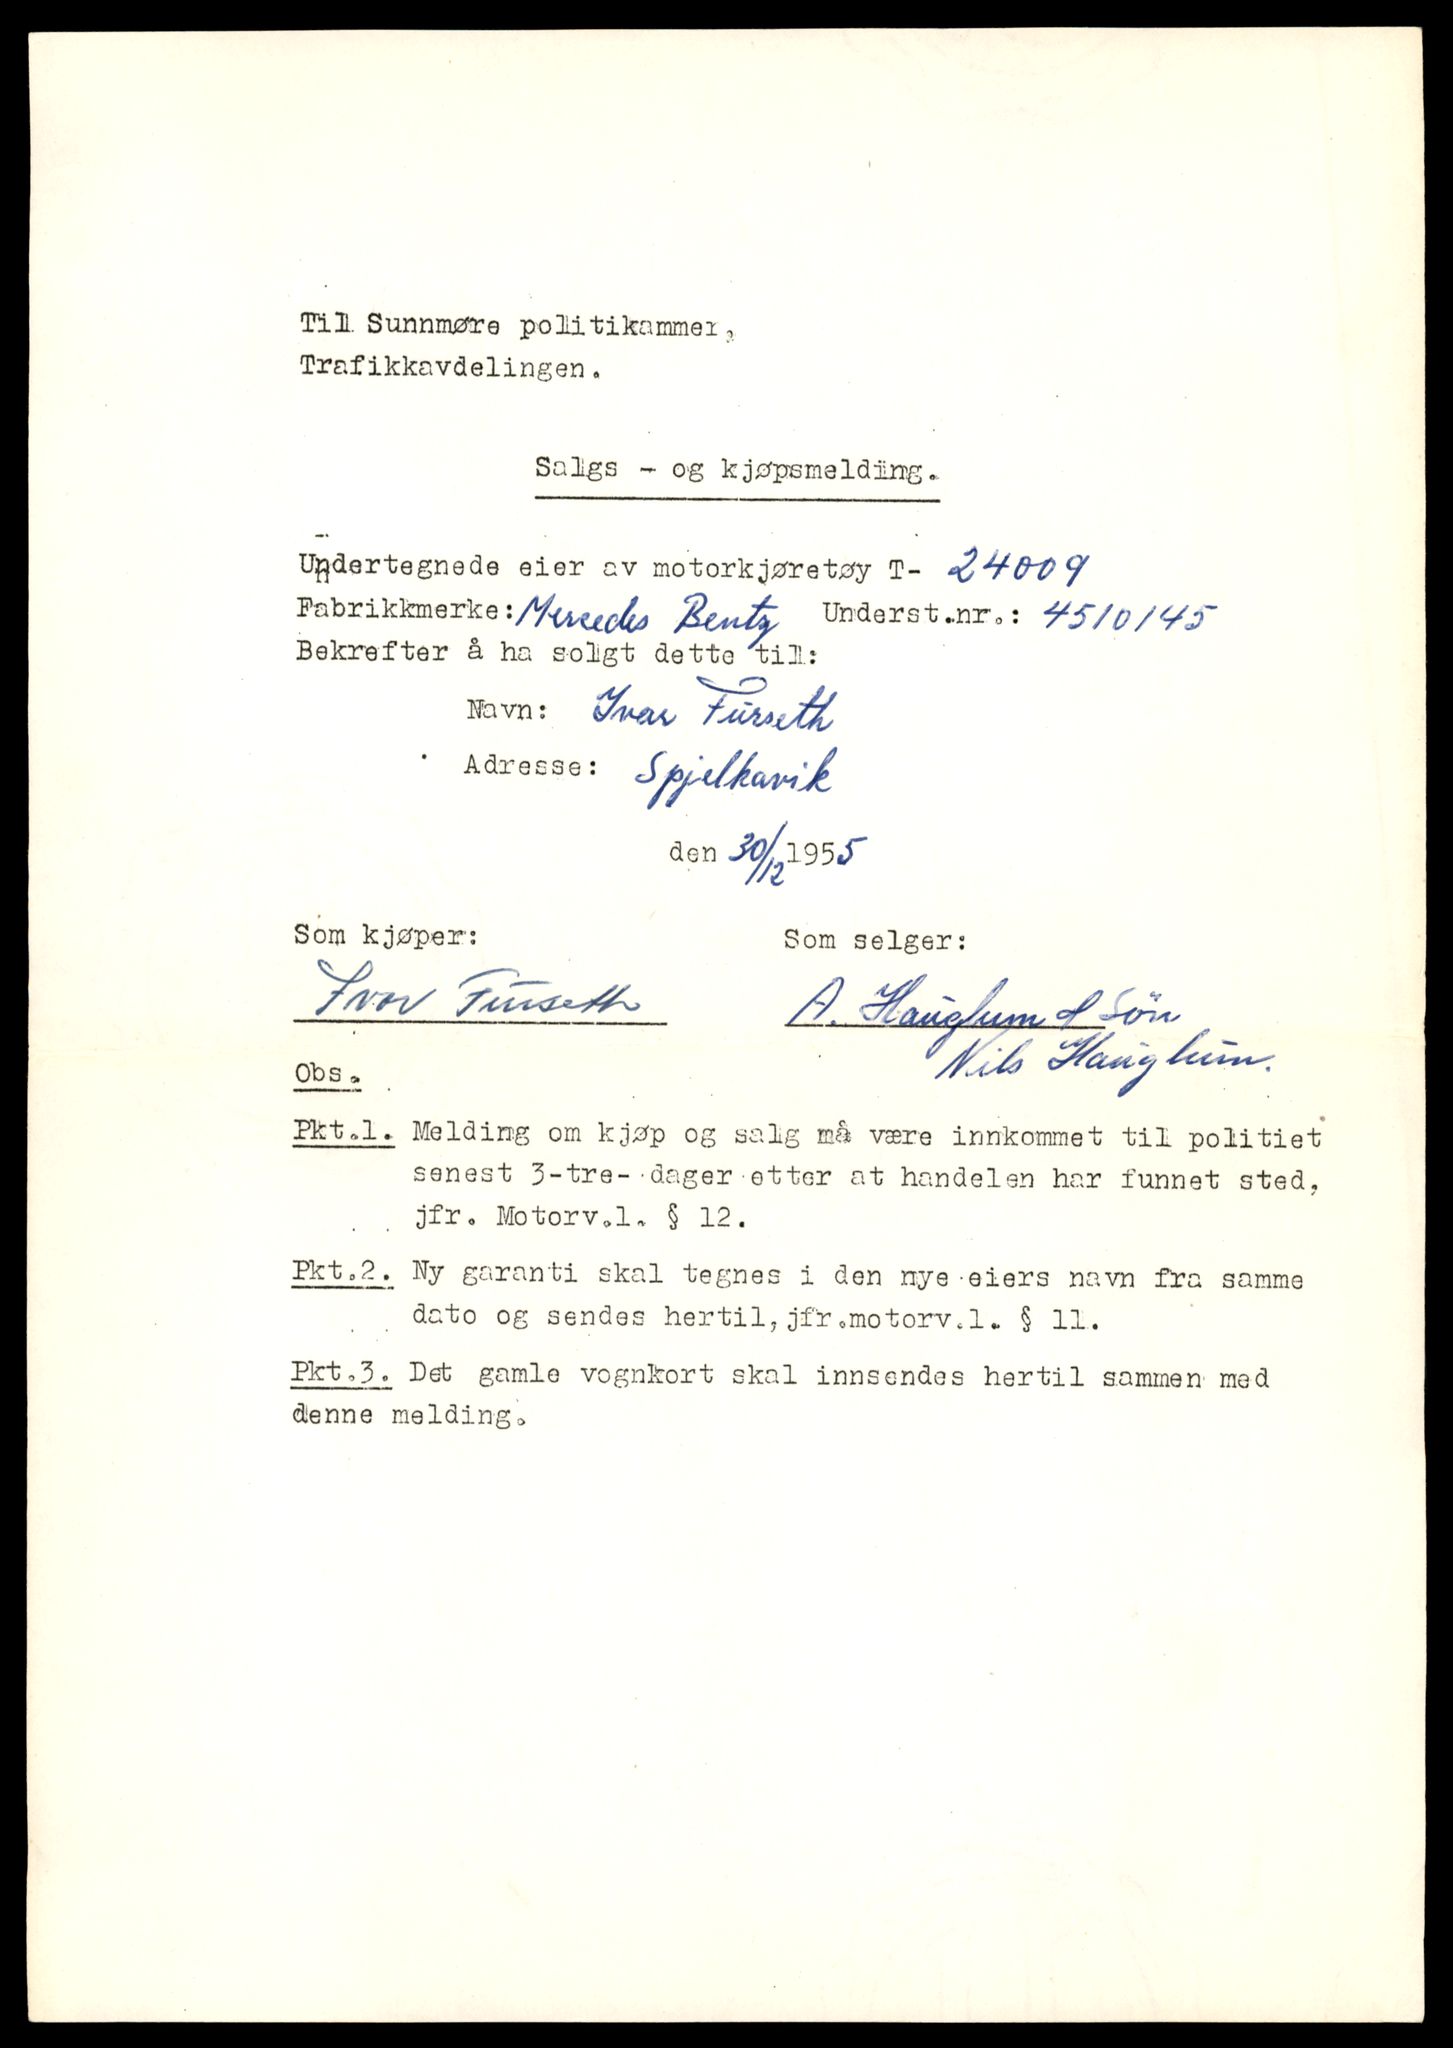 Til Sunnmøre politikammer,
Trafikkavdelingen.
Salgs - og kjøpsmelding.
Undertegnede eier av motorkjøretøy T- 24009
Fabrikkmerke: Mercedes Bentz Underst.nr.: 4510145
Bekrefter å ha solgt dette til:
Navn: Ivar Furseth
Adresse: Spjelkavik
den 30/12 1955
Som kjøper: Som selger:
Ivar Furseth A. Hauglum & Sön
Nils Hauglum.
Obs.
Pkt.1. Melding om kjøp og salg må være innkommet til politiet
senest 3-tre- dager etter at handelen har funnet sted,
jfr. Motorv.l. § 12.
Pkt.2. Ny garanti skal tegnes i den nye eiers navn fra samme
dato og sendes hertil, jfr.motorv.l. § 11.
Pkt.3. Det gamle vognkort skal innsendes hertil sammen med
denne melding.